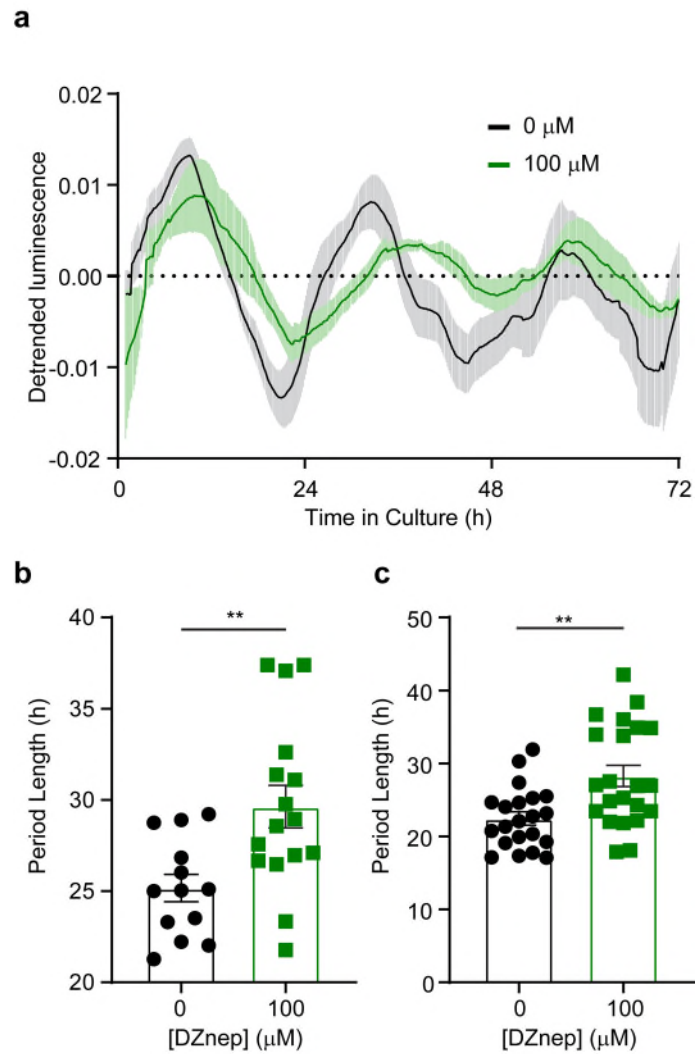 a
0.02
0.01
0.00
-0.01
-0.02
Detrended luminescence
0 μM
100 μM
0 24 48 72
Time in Culture (h)
b
40
35
30
25
20
Period Length (h)
**
0 100
[DZnep] (μM)
c
50
40
30
20
10
0
Period Length (h)
**
0 100
[DZnep] (μM)